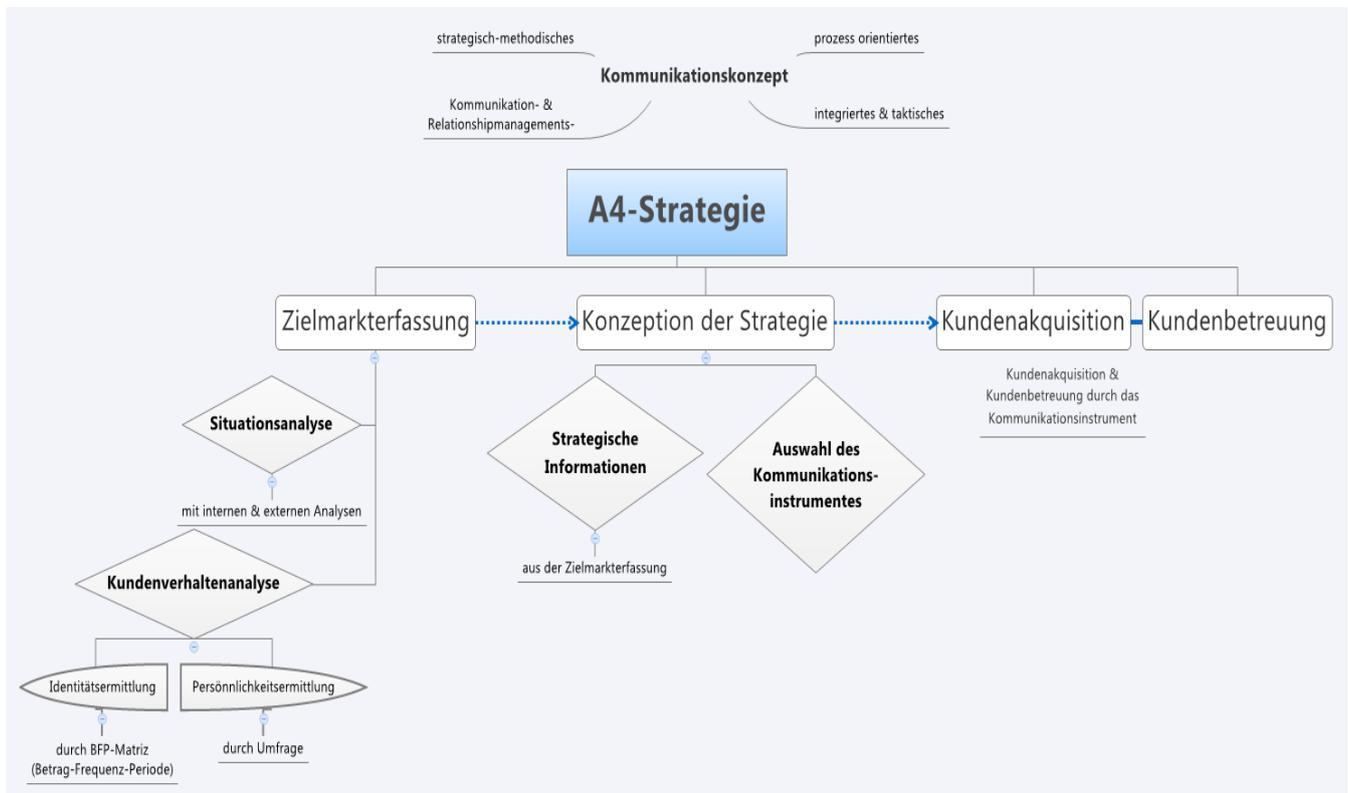 strategisch-methodisches
prozess orientiertes
Kommunikationskonzept
Kommunikation- &
Relationshipmanagements-
integriertes & taktisches
A4-Strategie
Zielmarkterfassung
Konzeption der Strategie
Kundenakquisition
Kundenbetreuung
Kundenakquisition &
Kundenbetreuung durch das
Kommunikationsinstrument
Situationsanalyse
mit internen & externen Analysen
Strategische
Informationen
aus der Zielmarkterfassung
Auswahl des
Kommunikations-
instrumentes
Kundenverhaltenanalyse
Identitätsermittlung
Persönnlichkeitsermittlung
durch BFP-Matriz
(Betrag-Frequenz-Periode)
durch Umfrage